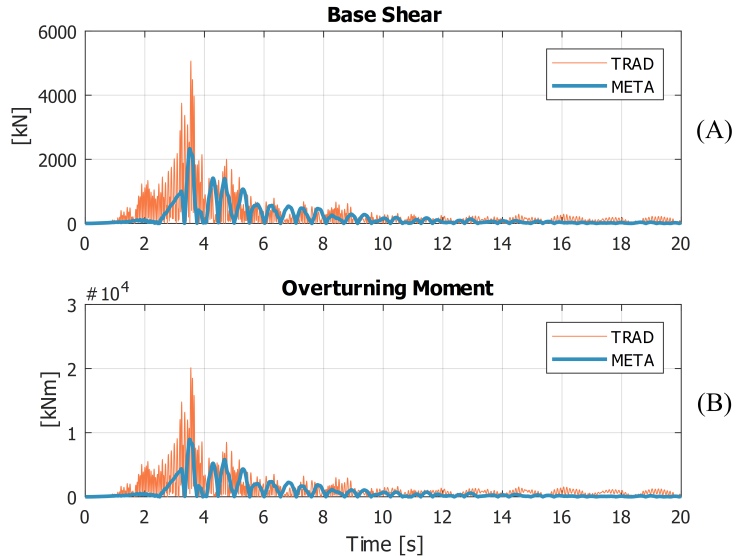 Base Shear
6000
4000
2000
0
[kN]
TRAD
META
(A)
0 2 4 6 8 10 12 14 16 18 20
Overturning Moment
# 10^4
3
2
1
0
[kNm]
TRAD
META
(B)
0 2 4 6 8 10 12 14 16 18 20
Time [s]